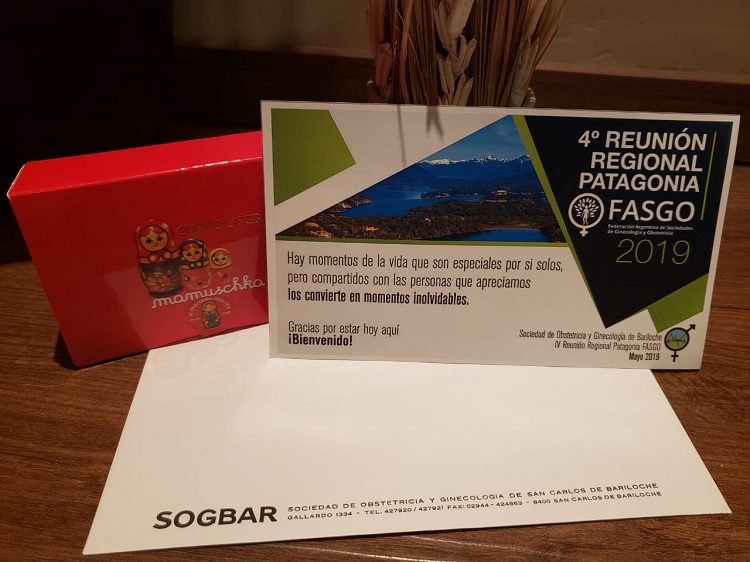 CHOCOLATES
mamuschka
4º REUNIÓN
REGIONAL
PATAGONIA
FASGO
Federación Argentina de Sociedades
de Ginecología y Obstetricia
2019
Hay momentos de la vida que son especiales por si solos,
pero compartidos con las personas que apreciamos
los convierte en momentos inolvidables.
Gracias por estar hoy aquí
¡Bienvenido!
Sociedad de Obstetricia y Ginecología de Bariloche
IV Reunión Regional Patagonia FASGO
Mayo 2019
SOGBAR
SOCIEDAD DE OBSTETRICIA Y GINECOLOGIA DE SAN CARLOS DE BARILOCHE
GALLARDO 1334 - TEL. 427920 / 427921 FAX: 02944 - 424863 - 8400 SAN CARLOS DE BARILOCHE